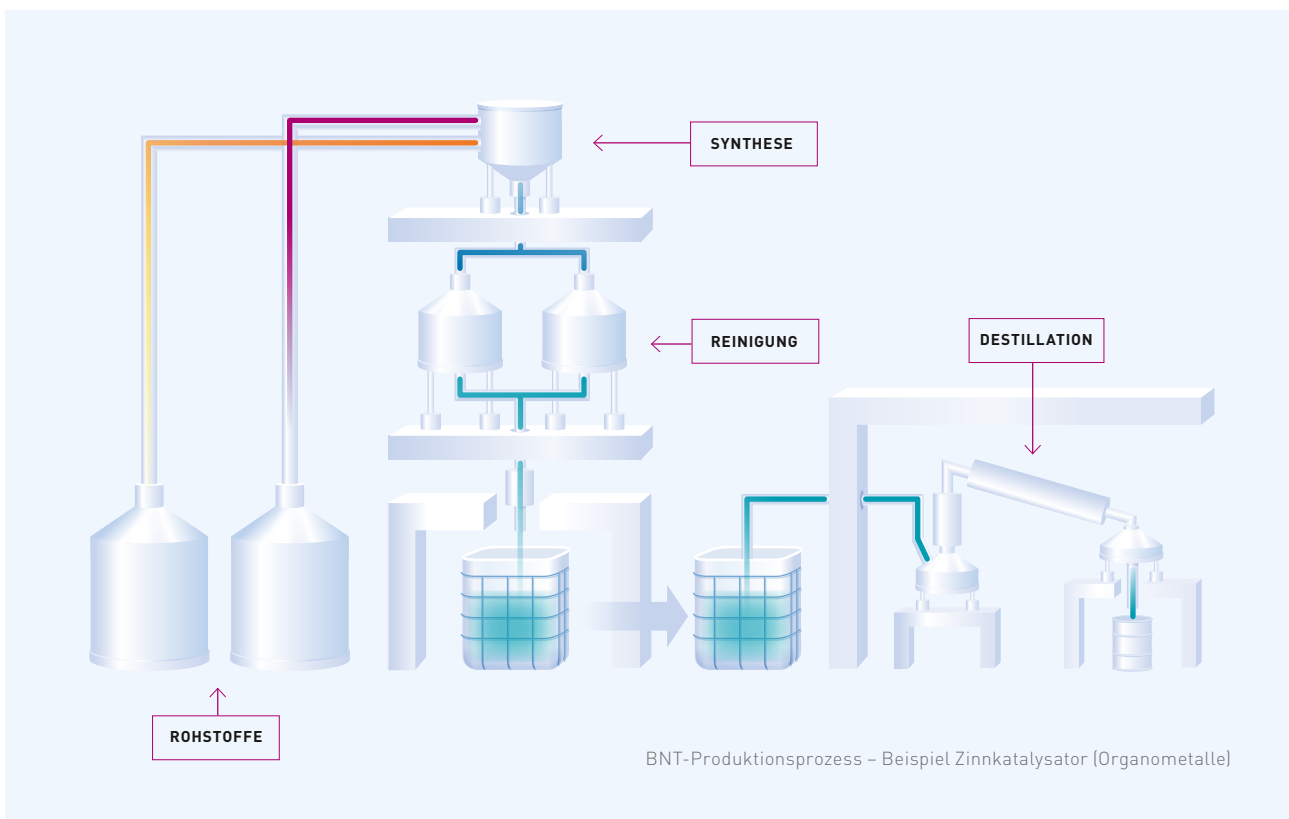 SYNTHESE
REINIGUNG
DESTILLATION
ROHSTOFFE
BNT-Produktionsprozess – Beispiel Zinnkatalysator (Organometalle)